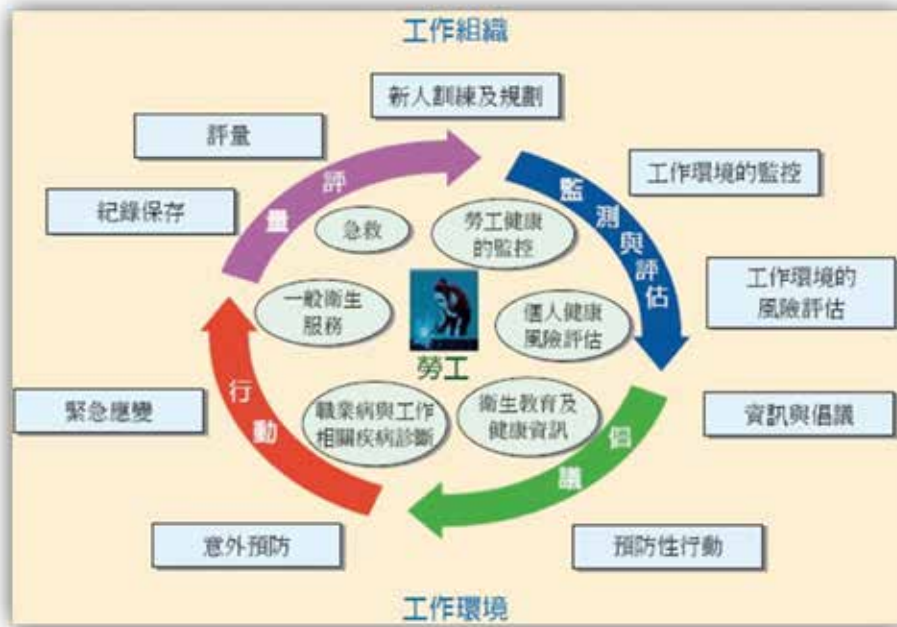 工作組織
新人訓練及規劃
評量
紀錄保存
工作環境的監控
工作環境的
風險評估
資訊與倡議
緊急應變
意外預防
預防性行動
評量
監測與評估
倡議
行動
急救
勞工健康
的監控
一般衛生
服務
個人健康
風險評估
勞工
職業病與工作
相關疾病診斷
衛生教育及
健康資訊
工作環境